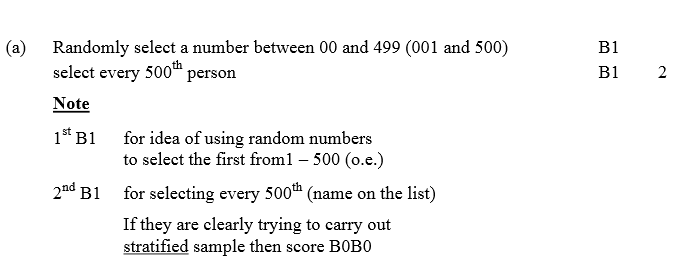 (a) Randomly select a number between 00 and 499 (001 and 500) B1
select every 500th person B1 2
Note
1st B1 for idea of using random numbers
to select the first from1 – 500 (o.e.)
2nd B1 for selecting every 500th (name on the list)
If they are clearly trying to carry out
stratified sample then score B0B0